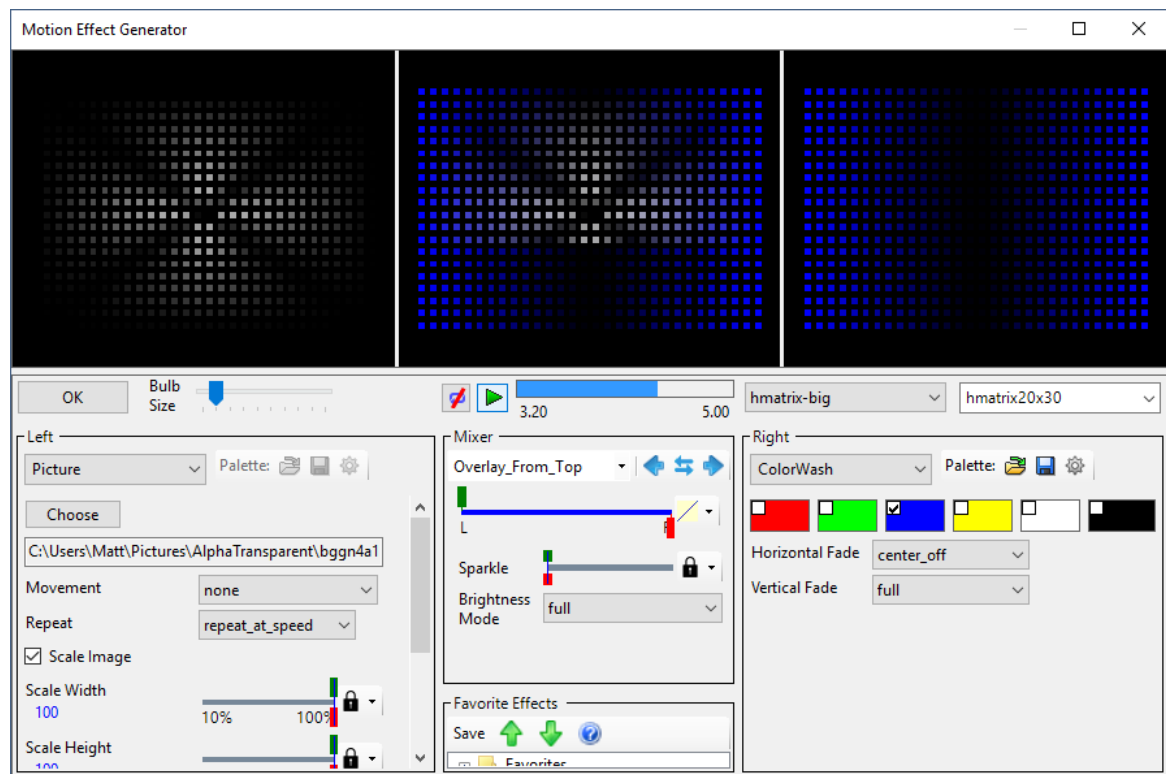 Motion Effect Generator
OK
Bulb
Size
3.20
5.00
hmatrix-big
hmatrix20x30
Left
Picture
Palette:
Choose
C:\Users\Matt\Pictures\AlphaTransparent\bggn4a1
Movement
none
Repeat
repeat_at_speed
Scale Image
Scale Width
100
10%
100%
Scale Height
100
Mixer
Overlay_From_Top
L
Sparkle
Brightness
Mode
full
Favorite Effects
Save
Favorites
Right
ColorWash
Palette:
Horizontal Fade
center_off
Vertical Fade
full